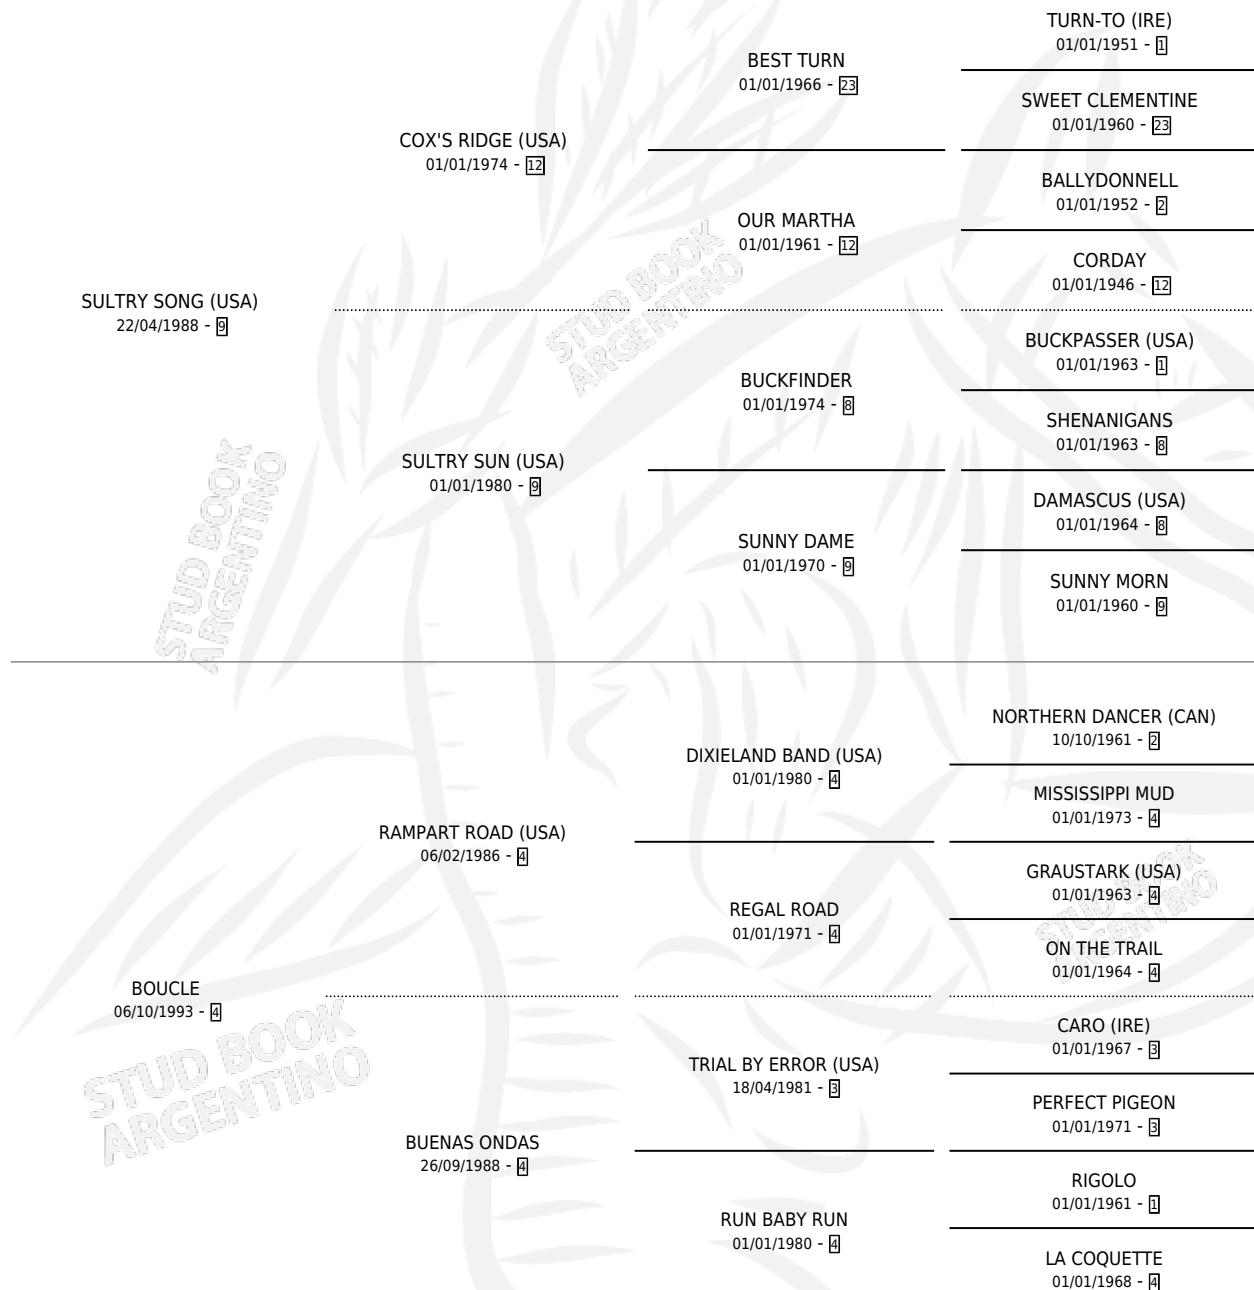 TURN-TO (IRE)
01/01/1951 - 1
BEST TURN
01/01/1966 - 23
SWEET CLEMENTINE
01/01/1960 - 23
COX'S RIDGE (USA)
01/01/1974 - 12
BALLYDONNELL
01/01/1952 - 2
OUR MARTHA
01/01/1961 - 12
CORDAY
01/01/1946 - 12
SULTRY SONG (USA)
22/04/1988 - 9
BUCKPASSER (USA)
01/01/1963 - 1
BUCKFINDER
01/01/1974 - 8
SHENANIGANS
01/01/1963 - 8
SULTRY SUN (USA)
01/01/1980 - 9
DAMASCUS (USA)
01/01/1964 - 8
SUNNY DAME
01/01/1970 - 9
SUNNY MORN
01/01/1960 - 9
NORTHERN DANCER (CAN)
10/10/1961 - 2
DIXIELAND BAND (USA)
01/01/1980 - 4
MISSISSIPPI MUD
01/01/1973 - 4
RAMPART ROAD (USA)
06/02/1986 - 4
GRAUSTARK (USA)
01/01/1963 - 4
REGAL ROAD
01/01/1971 - 4
ON THE TRAIL
01/01/1964 - 4
BOUCLE
06/10/1993 - 4
CARO (IRE)
01/01/1967 - 3
TRIAL BY ERROR (USA)
18/04/1981 - 3
PERFECT PIGEON
01/01/1971 - 3
BUENAS ONDAS
26/09/1988 - 4
RIGOLO
01/01/1961 - 1
RUN BABY RUN
01/01/1980 - 4
LA COQUETTE
01/01/1968 - 4
STUD BOOK
ARGENTINO
STUD BOOK
ARGENTINO
STUD BOOK
ARGENTINO
STUD BOOK
ARGENTINO